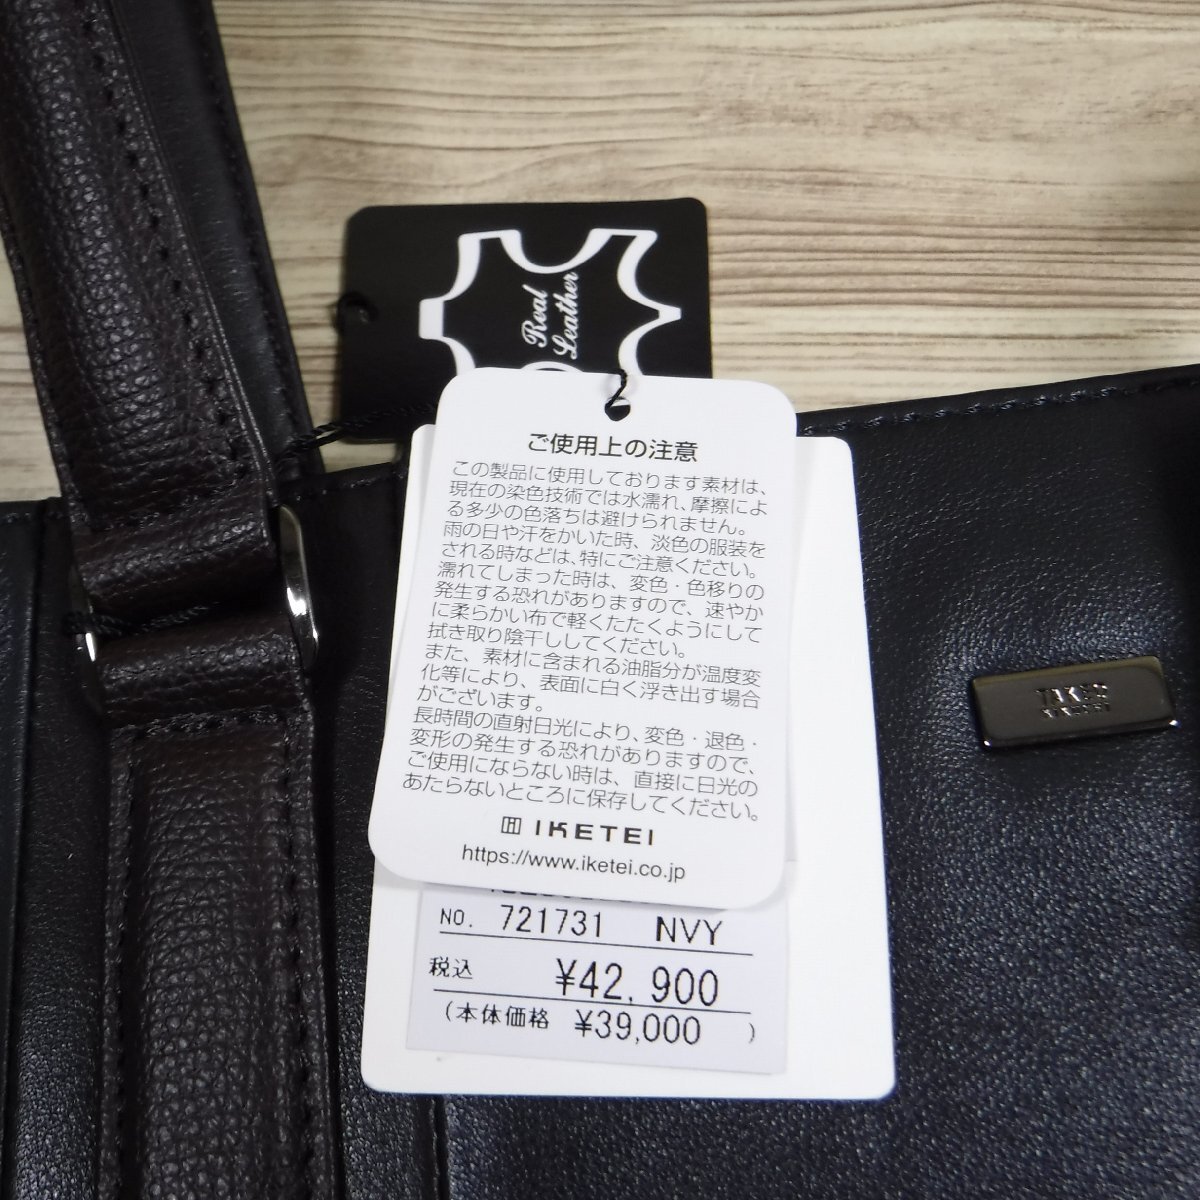 Real
Leather
ご使用上の注意
この製品に使用しております素材は、
現在の染色技術では水濡れ、摩擦によ
る多少の色落ちは避けられません。
雨の日や汗をかいた時、淡色の服装を
される時などは、特にご注意ください。
濡れてしまった時は、変色・色移りの
発生する恐れがありますので、速やか
に柔らかい布で軽くたたくようにして
拭き取り陰干ししてください。
また、素材に含まれる油脂分が温度変
化等により、表面に白く浮き出す場合
がございます。
長時間の直射日光により、変色・退色・
変形の発生する恐れがありますので、
ご使用にならない時は、直接に日光の
あたらないところに保存してください。
IKETEI
https://www.iketei.co.jp
NO. 721731 NVY
税込 ¥42,900
(本体価格 ¥39,000 )
TAKEO
KIKUCHI